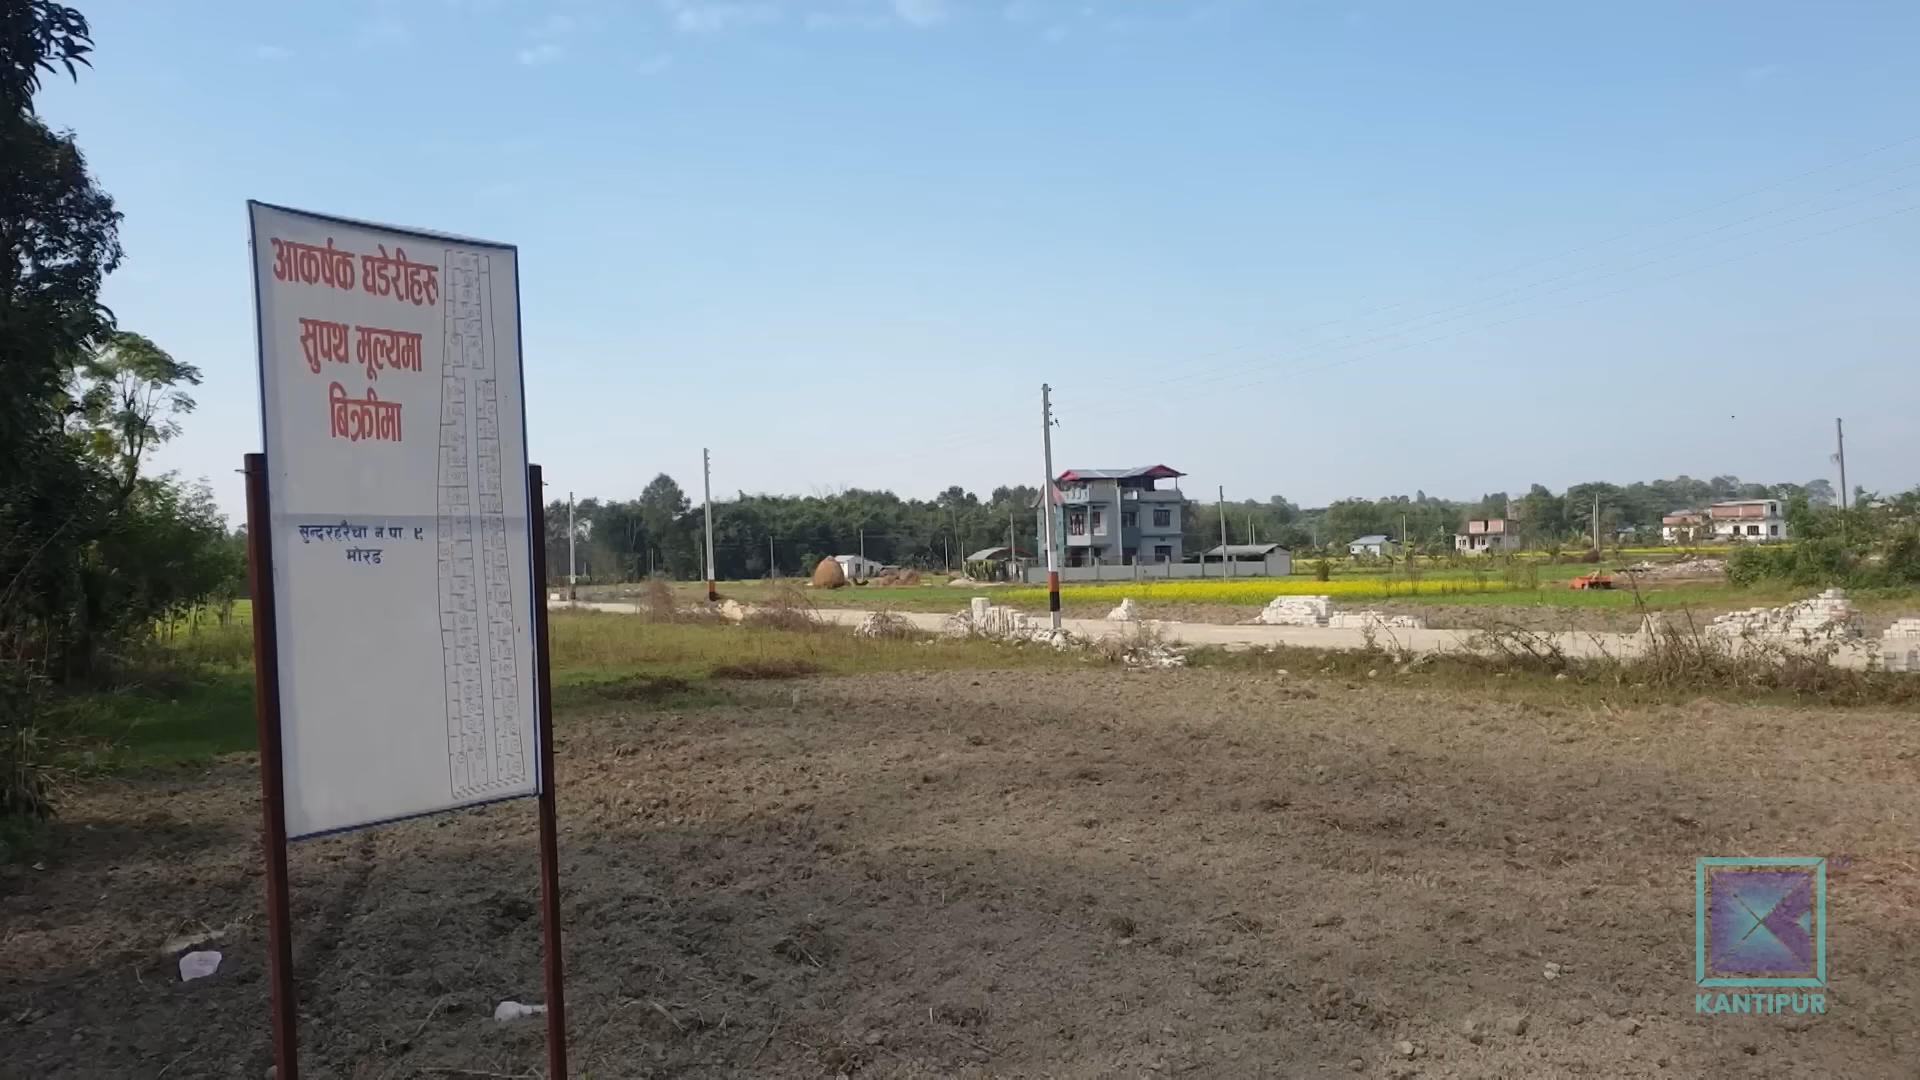 आकर्षक घडेरीहरु
सुपथ मूल्यमा
बिक्रीमा
सुन्दरहरैचा न.पा. ९
मोरङ
KANTIPUR